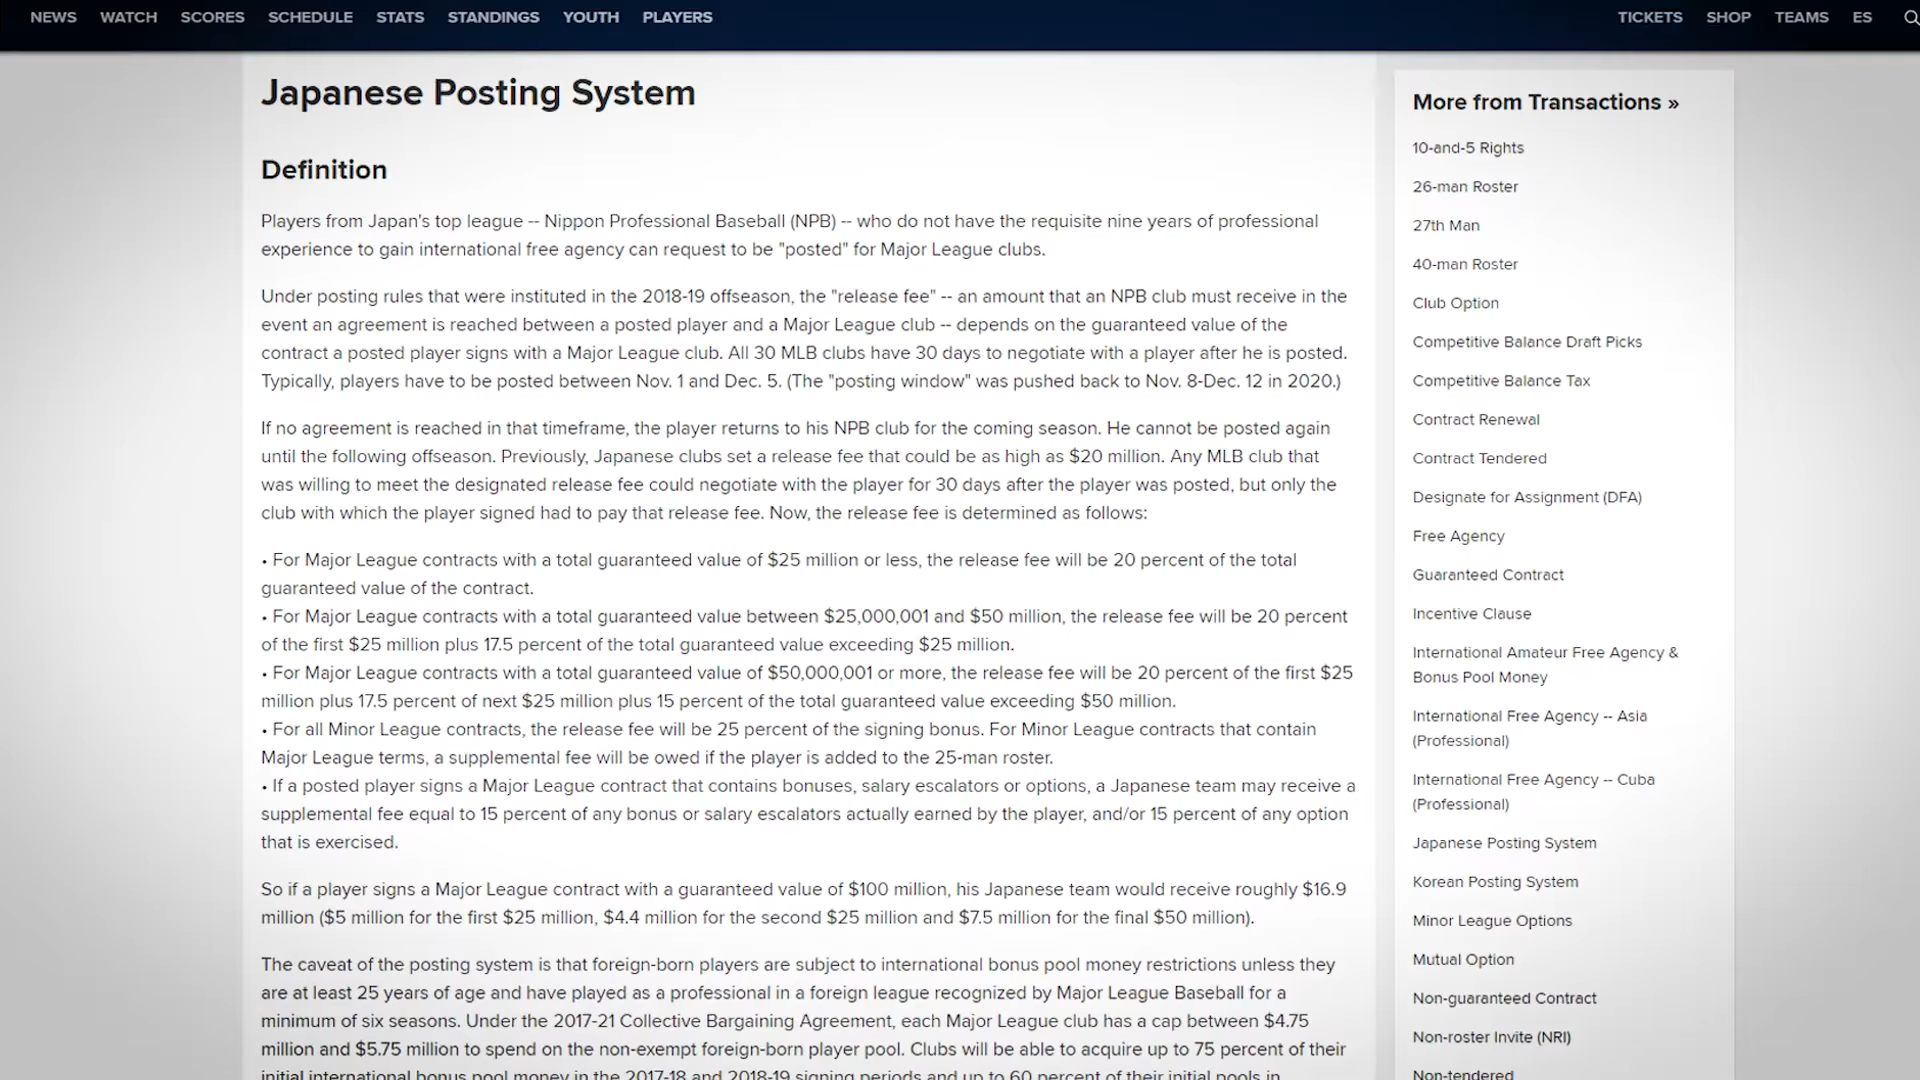 NEWS WATCH SCORES SCHEDULE STATS STANDINGS YOUTH PLAYERS TICKETS SHOP TEAMS ES
Japanese Posting System
Definition
Players from Japan's top league -- Nippon Professional Baseball (NPB) -- who do not have the requisite nine years of professional
experience to gain international free agency can request to be "posted" for Major League clubs.
Under posting rules that were instituted in the 2018-19 offseason, the "release fee" -- an amount that an NPB club must receive in the
event an agreement is reached between a posted player and a Major League club -- depends on the guaranteed value of the
contract a posted player signs with a Major League club. All 30 MLB clubs have 30 days to negotiate with a player after he is posted.
Typically, players have to be posted between Nov. 1 and Dec. 5. (The "posting window" was pushed back to Nov. 8-Dec. 12 in 2020.)
If no agreement is reached in that timeframe, the player returns to his NPB club for the coming season. He cannot be posted again
until the following offseason. Previously, Japanese clubs set a release fee that could be as high as $20 million. Any MLB club that
was willing to meet the designated release fee could negotiate with the player for 30 days after the player was posted, but only the
club with which the player signed had to pay that release fee. Now, the release fee is determined as follows:
• For Major League contracts with a total guaranteed value of $25 million or less, the release fee will be 20 percent of the total
guaranteed value of the contract.
• For Major League contracts with a total guaranteed value between $25,000,001 and $50 million, the release fee will be 20 percent
of the first $25 million plus 17.5 percent of the total guaranteed value exceeding $25 million.
• For Major League contracts with a total guaranteed value of $50,000,001 or more, the release fee will be 20 percent of the first $25
million plus 17.5 percent of next $25 million plus 15 percent of the total guaranteed value exceeding $50 million.
• For all Minor League contracts, the release fee will be 25 percent of the signing bonus. For Minor League contracts that contain
Major League terms, a supplemental fee will be owed if the player is added to the 25-man roster.
• If a posted player signs a Major League contract that contains bonuses, salary escalators or options, a Japanese team may receive a
supplemental fee equal to 15 percent of any bonus or salary escalators actually earned by the player, and/or 15 percent of any option
that is exercised.
So if a player signs a Major League contract with a guaranteed value of $100 million, his Japanese team would receive roughly $16.9
million ($5 million for the first $25 million, $4.4 million for the second $25 million and $7.5 million for the final $50 million).
The caveat of the posting system is that foreign-born players are subject to international bonus pool money restrictions unless they
are at least 25 years of age and have played as a professional in a foreign league recognized by Major League Baseball for a
minimum of six seasons. Under the 2017-21 Collective Bargaining Agreement, each Major League club has a cap between $4.75
million and $5.75 million to spend on the non-exempt foreign-born player pool. Clubs will be able to acquire up to 75 percent of their
initial international bonus pool money in the 2017-18 and 2018-19 signing periods and up to 60 percent of their initial pools in
More from Transactions »
10-and-5 Rights
26-man Roster
27th Man
40-man Roster
Club Option
Competitive Balance Draft Picks
Competitive Balance Tax
Contract Renewal
Contract Tendered
Designate for Assignment (DFA)
Free Agency
Guaranteed Contract
Incentive Clause
International Amateur Free Agency &
Bonus Pool Money
International Free Agency -- Asia
(Professional)
International Free Agency -- Cuba
(Professional)
Japanese Posting System
Korean Posting System
Minor League Options
Mutual Option
Non-guaranteed Contract
Non-roster Invite (NRI)
Non-tendered